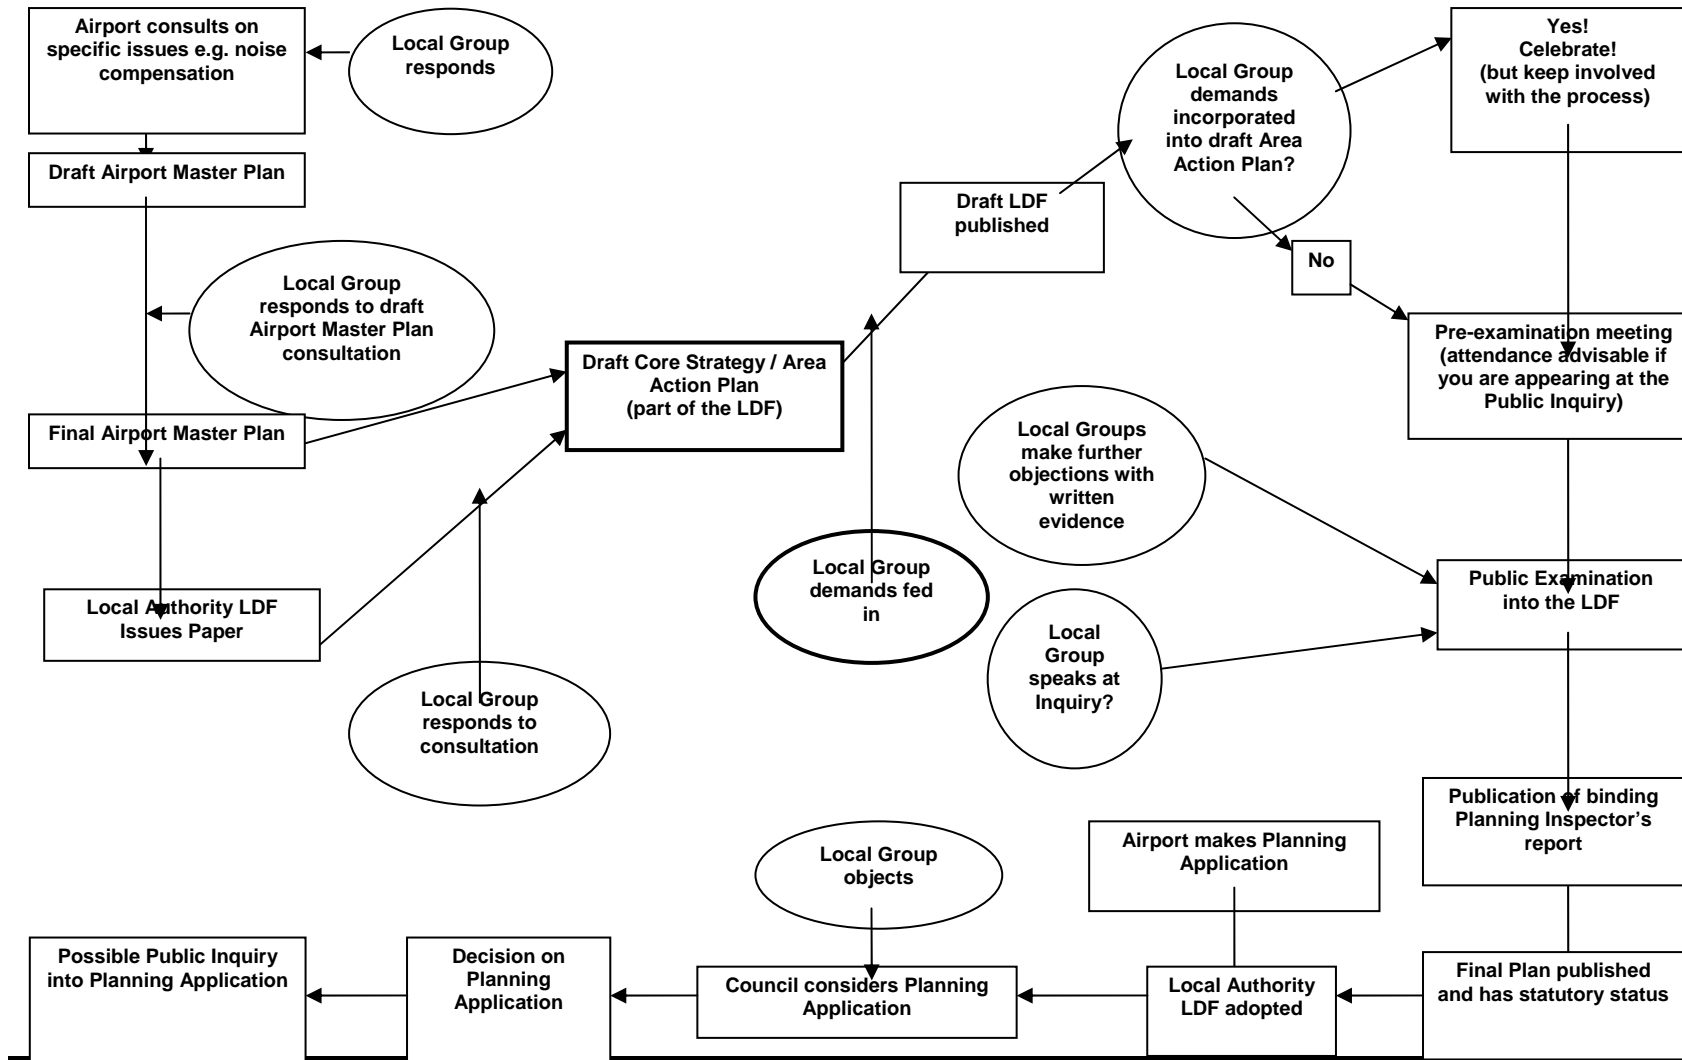 Airport consults on
specific issues e.g. noise
compensation
Local Group
responds
Draft Airport Master Plan
Local Group
responds to draft
Airport Master Plan
consultation
Final Airport Master Plan
Local Authority LDF
Issues Paper
Local Group
responds to
consultation
Draft Core Strategy / Area
Action Plan
(part of the LDF)
Local Group
demands fed
in
Draft LDF
published
Local Group
demands
incorporated
into draft Area
Action Plan?
Yes!
Celebrate!
(but keep involved
with the process)
No
Pre-examination meeting
(attendance advisable if
you are appearing at the
Public Inquiry)
Local Groups
make further
objections with
written
evidence
Local
Group
speaks at
Inquiry?
Public Examination
into the LDF
Publication of binding
Planning Inspector's
report
Final Plan published
and has statutory status
Airport makes Planning
Application
Local Authority
LDF adopted
Local Group
objects
Council considers Planning
Application
Decision on
Planning
Application
Possible Public Inquiry
into Planning Application